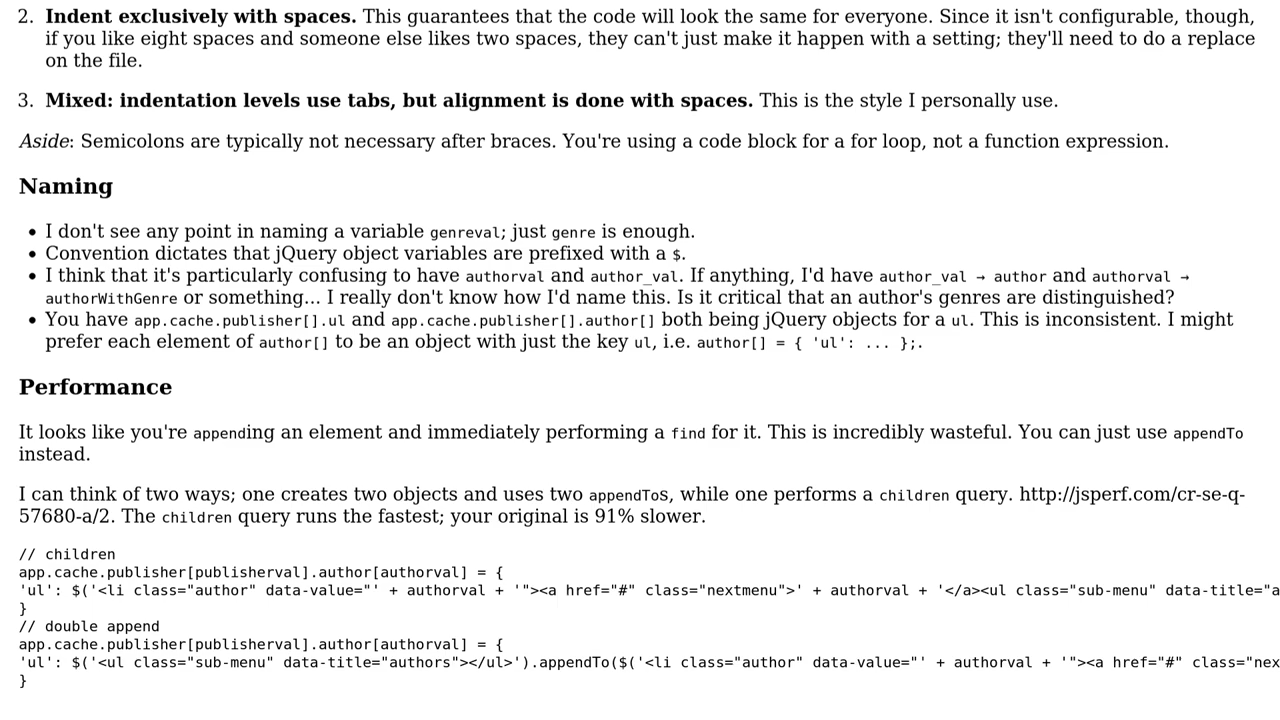 2. Indent exclusively with spaces. This guarantees that the code will look the same for everyone. Since it isn't configurable, though,
if you like eight spaces and someone else likes two spaces, they can't just make it happen with a setting; they'll need to do a replace
on the file.
3. Mixed: indentation levels use tabs, but alignment is done with spaces. This is the style I personally use.
Aside: Semicolons are typically not necessary after braces. You're using a code block for a for loop, not a function expression.
Naming
• I don't see any point in naming a variable genreval; just genre is enough.
• Convention dictates that jQuery object variables are prefixed with a $.
• I think that it's particularly confusing to have authorval and author_val. If anything, I'd have author_val → author and authorval →
authorWithGenre or something... I really don't know how I'd name this. Is it critical that an author's genres are distinguished?
• You have app.cache.publisher[].ul and app.cache.publisher[].author[] both being jQuery objects for a ul. This is inconsistent. I might
prefer each element of author[] to be an object with just the key ul, i.e. author[] = { 'ul': ... };.
Performance
It looks like you're appending an element and immediately performing a find for it. This is incredibly wasteful. You can just use appendTo
instead.
I can think of two ways; one creates two objects and uses two appendTos, while one performs a children query. http://jsperf.com/cr-se-q-
57680-a/2. The children query runs the fastest; your original is 91% slower.
// children
app.cache.publisher[publisherval].author[authorval] = {
'ul': $('<li class="author" data-value="' + authorval + '"><a href="#" class="nextmenu">' + authorval + '</a><ul class="sub-menu" data-title="a
}
// double append
app.cache.publisher[publisherval].author[authorval] = {
'ul': $('<ul class="sub-menu" data-title="authors"></ul>').appendTo($('<li class="author" data-value="' + authorval + '"><a href="#" class="nex
}